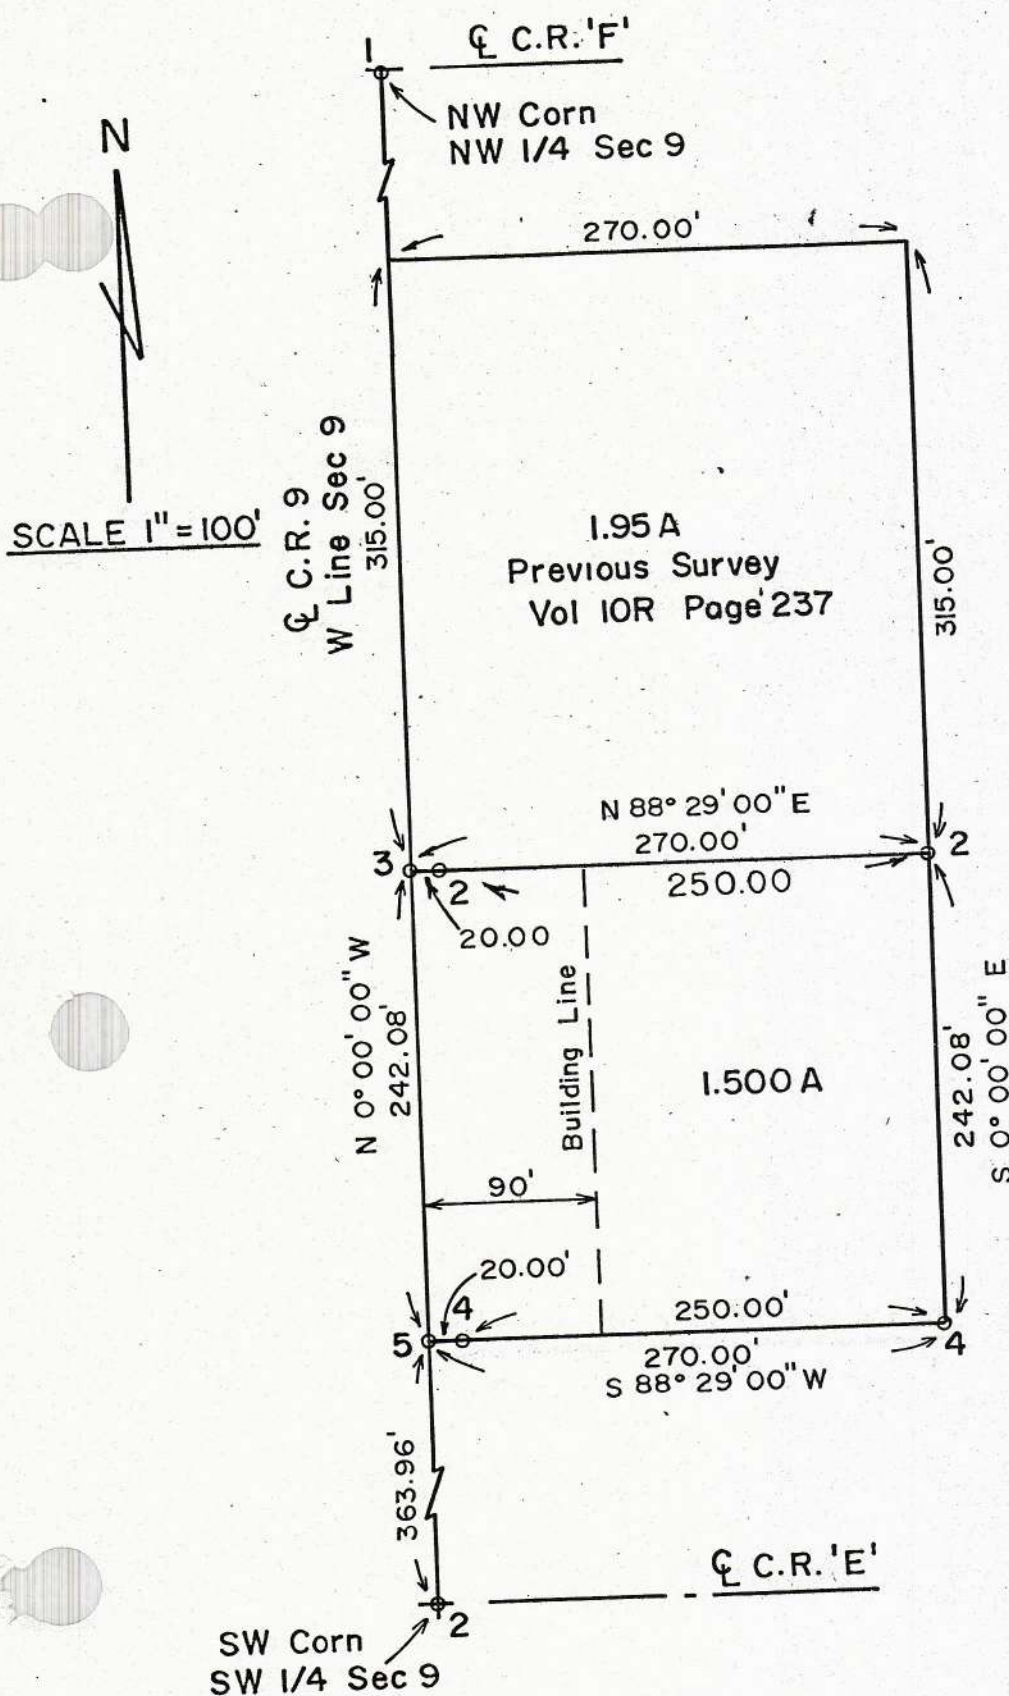 ℄ C.R. 'F'
1
NW Corn
NW 1/4 Sec 9
N
SCALE 1" = 100'
270.00'
℄ C.R. 9
W Line Sec 9
315.00'
1.95 A
Previous Survey
Vol 10R Page 237
315.00'
N 88° 29' 00" E
270.00'
3
2
2
250.00
20.00
N 0° 00' 00" W
242.08'
Building Line
1.500 A
242.08'
S 0° 00' 00" E
90'
20.00'
4
250.00'
5
4
270.00'
S 88° 29' 00" W
363.96'
℄ C.R. 'E'
2
SW Corn
SW 1/4 Sec 9